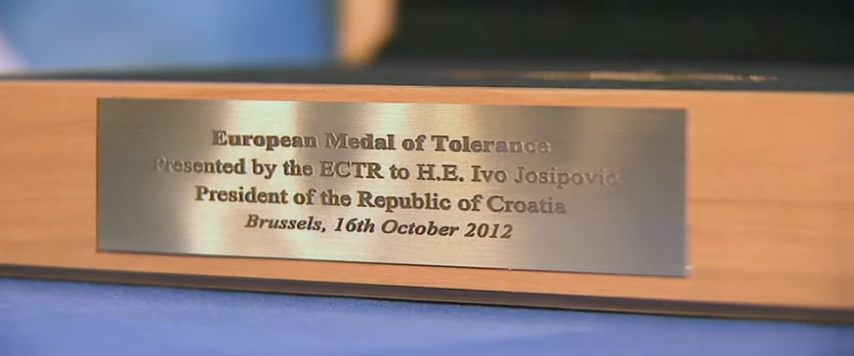 European Medal of Tolerance
Presented by the ECTR to H.E. Ivo Josipović
President of the Republic of Croatia
Brussels, 16th October 2012